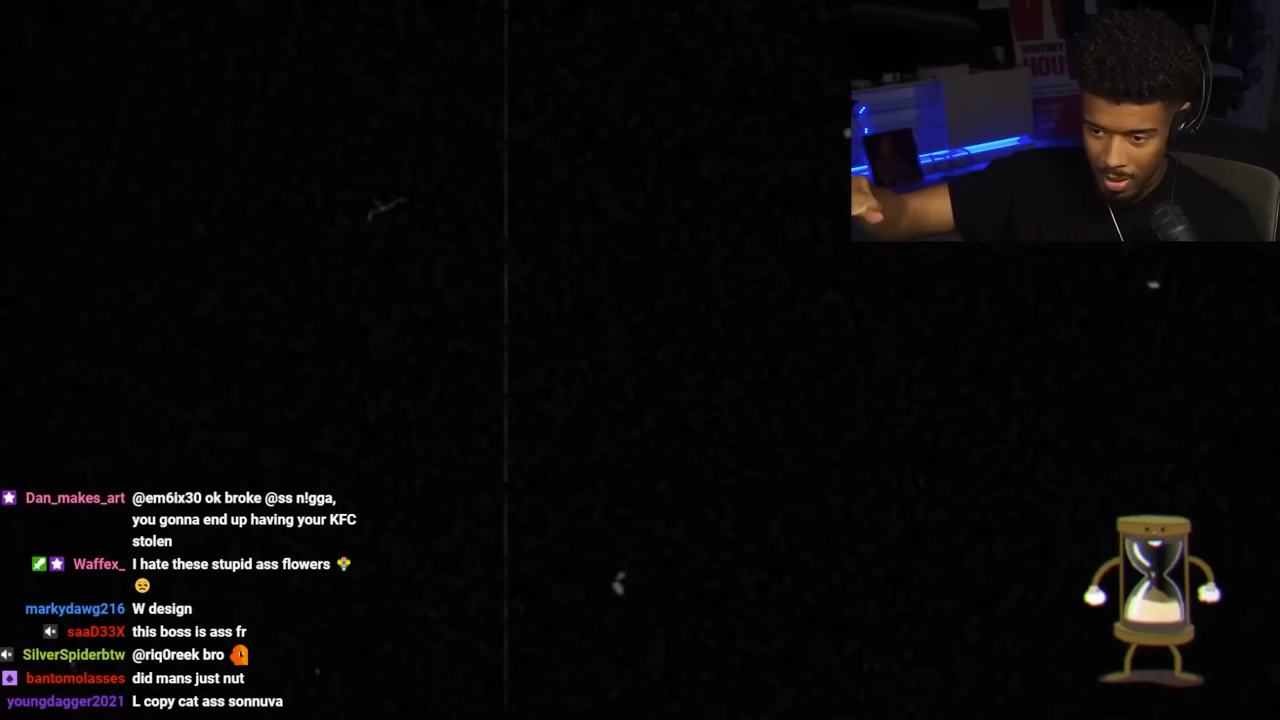 WHITNEY
HOUS
Dan_makes_art @em6ix30 ok broke @ss n!gga,
you gonna end up having your KFC
stolen
Waffex_ I hate these stupid ass flowers
markydawg216 W design
saaD33X this boss is ass fr
SilverSpiderbtw @riq0reek bro
bantomolasses did mans just nut
youngdagger2021 L copy cat ass sonnuva